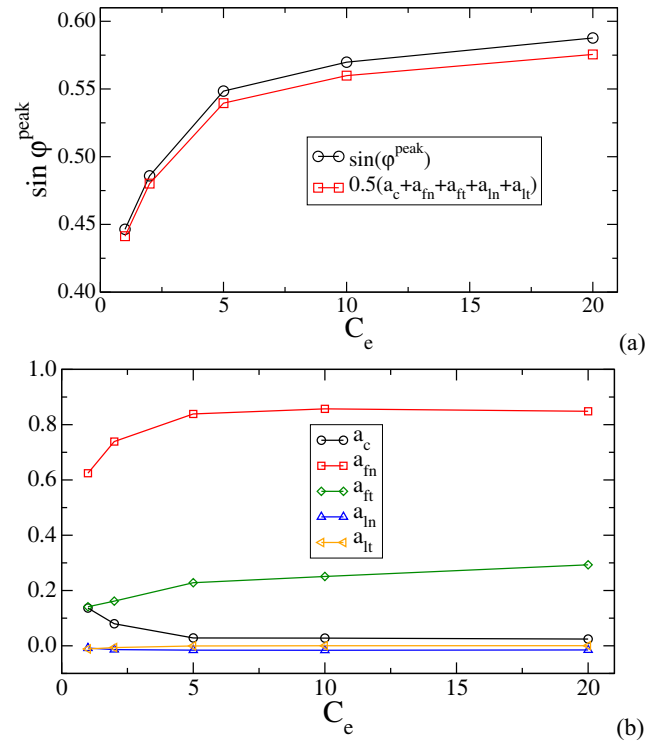 0.60
0.55
0.50
0.45
0.40
sin φ^peak
sin(φ^peak)
0.5(a_c+a_fn+a_ft+a_ln+a_lt)
0 5 10 15 20
C_e
(a)
1.0
0.8
0.6
0.4
0.2
0.0
a_c
a_fn
a_ft
a_ln
a_lt
0 5 10 15 20
C_e
(b)